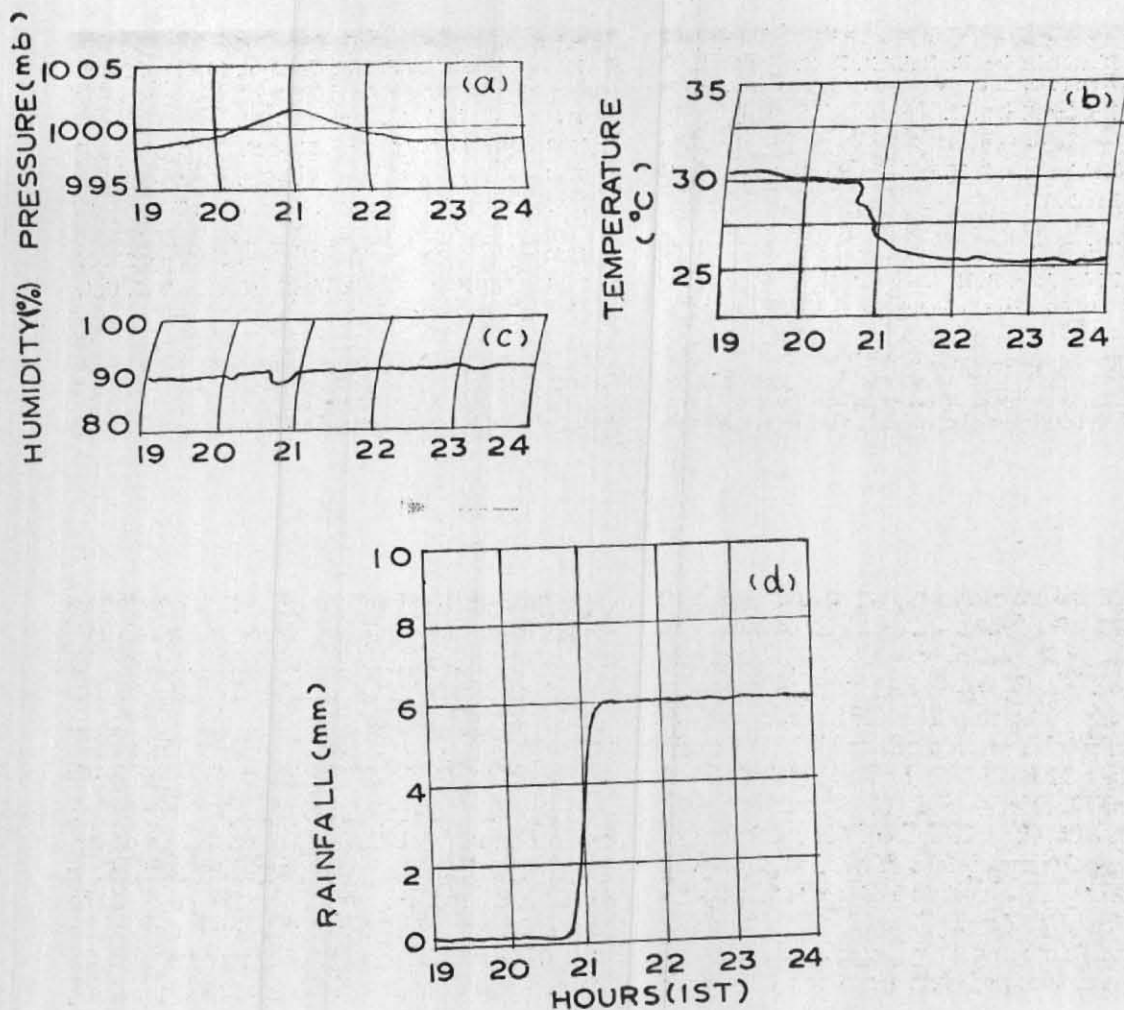 PRESSURE(mb)
1005
1000
995
(a)
19 20 21 22 23 24
TEMPERATURE
(°C)
35
30
25
(b)
19 20 21 22 23 24
HUMIDITY(%)
100
90
80
(c)
19 20 21 22 23 24
RAINFALL(mm)
10
8
6
4
2
0
(d)
19 20 21 22 23 24
HOURS(IST)